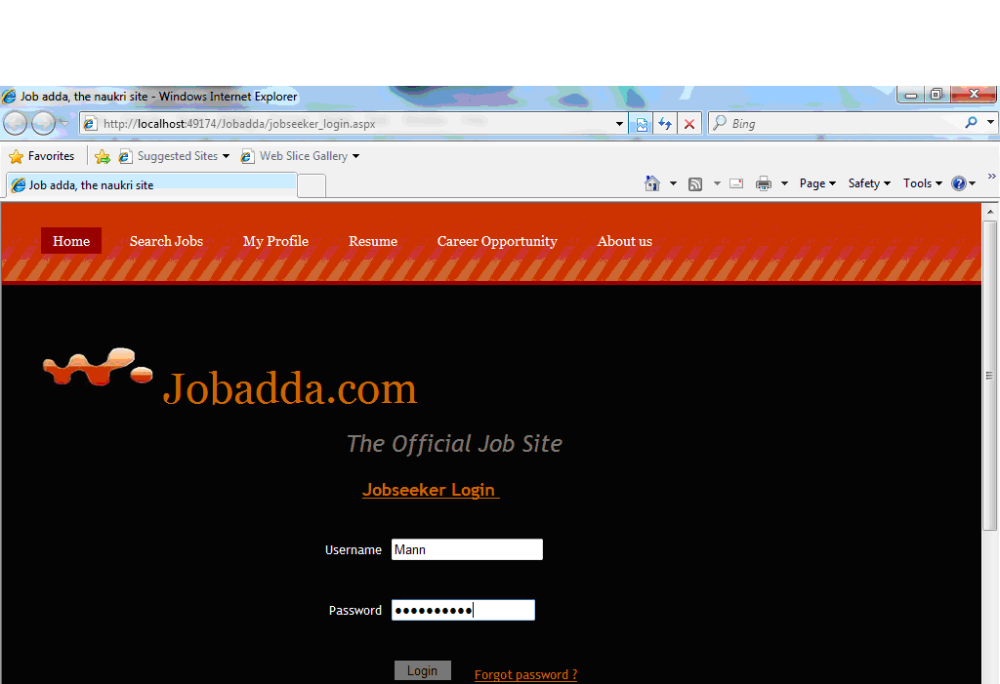 Job adda, the naukri site - Windows Internet Explorer
http://localhost:49174/Jobadda/jobseeker_login.aspx
Bing
Favorites
Suggested Sites
Web Slice Gallery
Job adda, the naukri site
Page
Safety
Tools
»
Home
Search Jobs
My Profile
Resume
Career Opportunity
About us
Jobadda.com
The Official Job Site
Jobseeker Login
Username
Mann
Password
••••••••••
Login
Forgot password ?